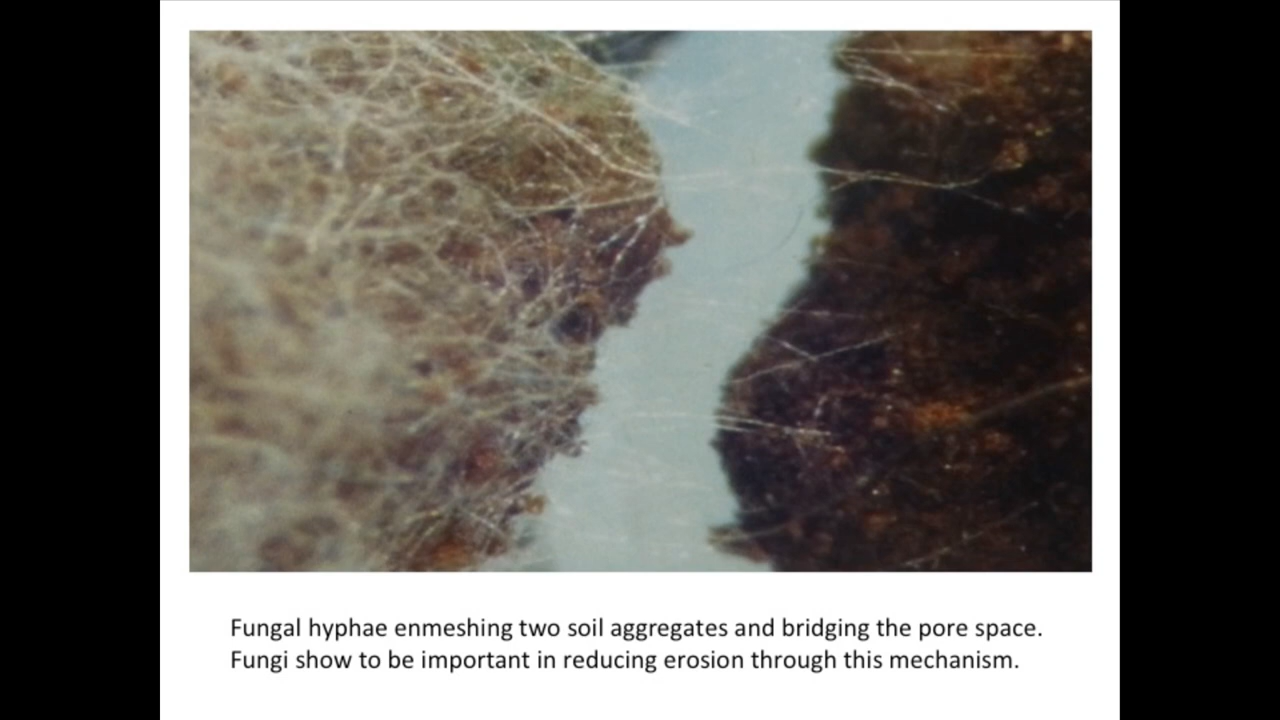 Fungal hyphae enmeshing two soil aggregates and bridging the pore space.
Fungi show to be important in reducing erosion through this mechanism.